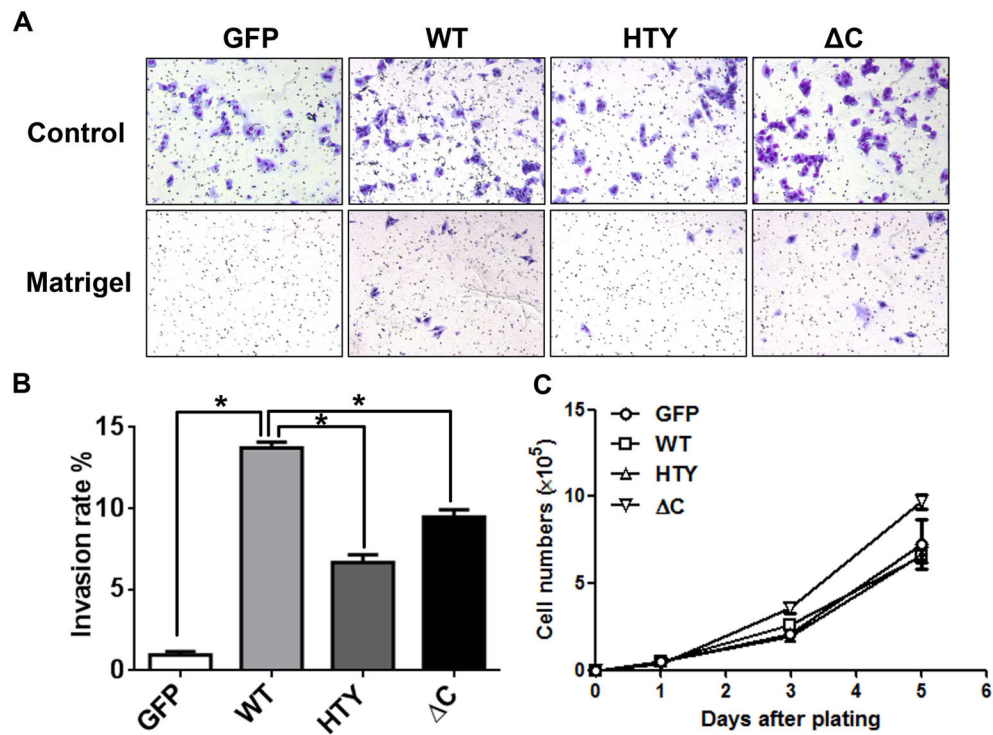 A
GFP WT HTY ΔC
Control
Matrigel
B
* * *
Invasion rate %
15
10
5
0
GFP WT HTY ΔC
C
Cell numbers (×10⁵)
15
10
5
0
GFP
WT
HTY
ΔC
0 1 2 3 4 5 6
Days after plating